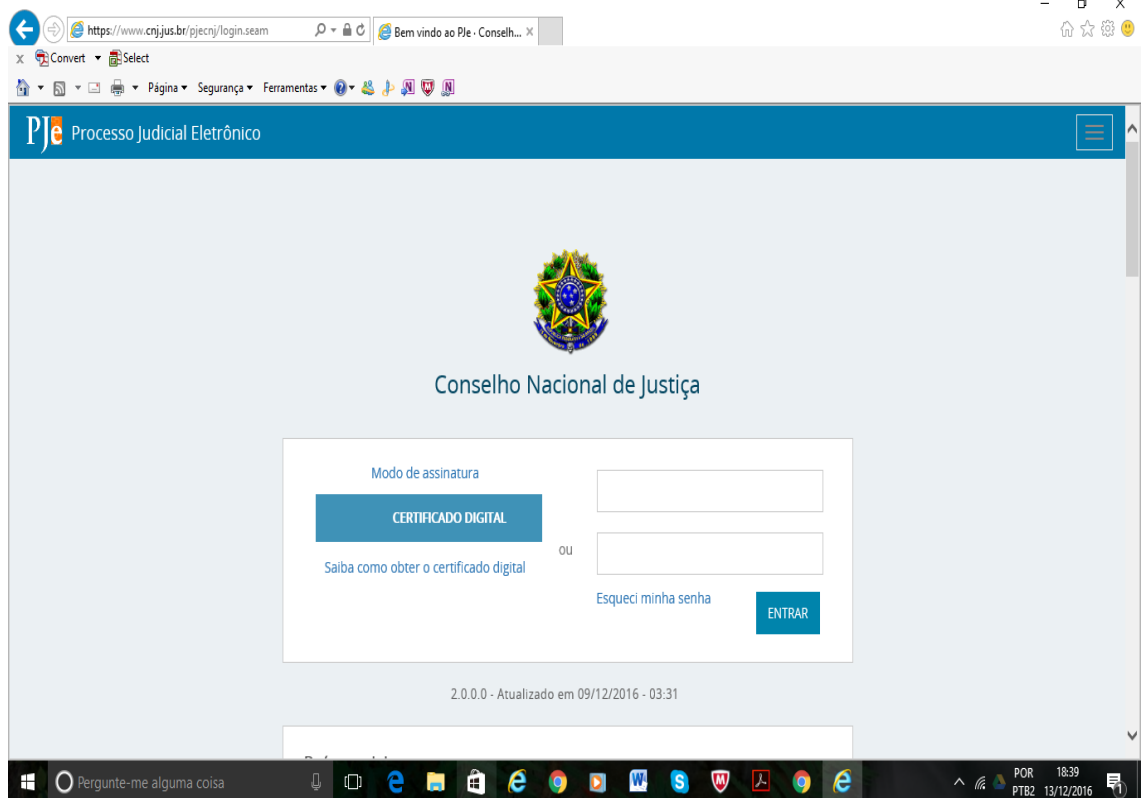 https://www.cnj.jus.br/pjecnj/login.seam
Bem vindo ao PJe · Conselh... X
x Convert Select
Página Segurança Ferramentas
PJe Processo Judicial Eletrônico
Conselho Nacional de Justiça
Modo de assinatura
CERTIFICADO DIGITAL
ou
Saiba como obter o certificado digital
Esqueci minha senha
ENTRAR
2.0.0.0 - Atualizado em 09/12/2016 - 03:31
Pergunte-me alguma coisa
POR 18:39
PTB2 13/12/2016